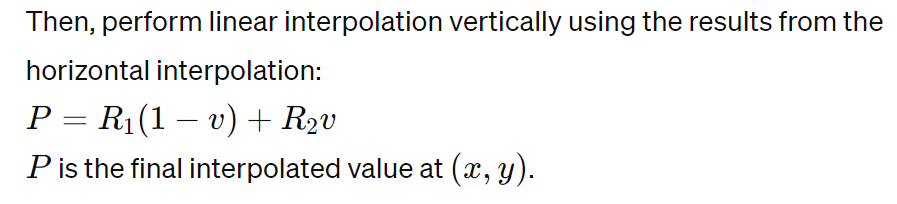 Then, perform linear interpolation vertically using the results from the
horizontal interpolation:
P = R₁(1 − v) + R₂v
P is the final interpolated value at (x, y).